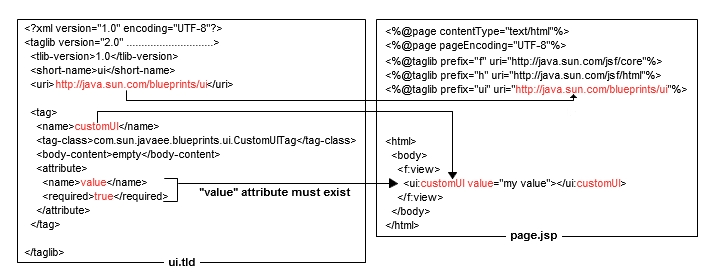 <?xml version="1.0" encoding="UTF-8"?>
<taglib version="2.0" ............................>
<tlib-version>1.0</tlib-version>
<short-name>ui</short-name>
<uri>http://java.sun.com/blueprints/ui</uri>
<tag>
<name>customUI</name>
<tag-class>com.sun.javaee.blueprints.ui.CustomUITag</tag-class>
<body-content>empty</body-content>
<attribute>
<name>value</name>
<required>true</required>
</attribute>
</tag>
</taglib>
ui.tld
"value" attribute must exist
<%@page contentType="text/html"%>
<%@page pageEncoding="UTF-8"%>
<%@taglib prefix="f" uri="http://java.sun.com/jsf/core"%>
<%@taglib prefix="h" uri="http://java.sun.com/jsf/html"%>
<%@taglib prefix="ui" uri="http://java.sun.com/blueprints/ui"%>
<html>
<body>
<f:view>
<ui:customUI value="my value"></ui:customUI>
</f:view>
</body>
</html>
page.jsp